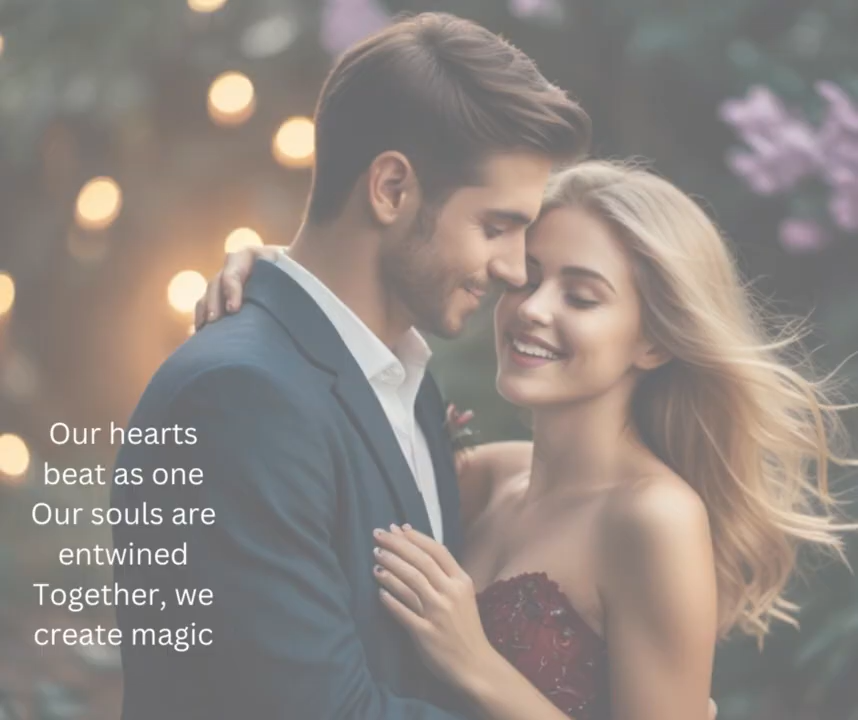 Our hearts
beat as one
Our souls are
entwined
Together, we
create magic